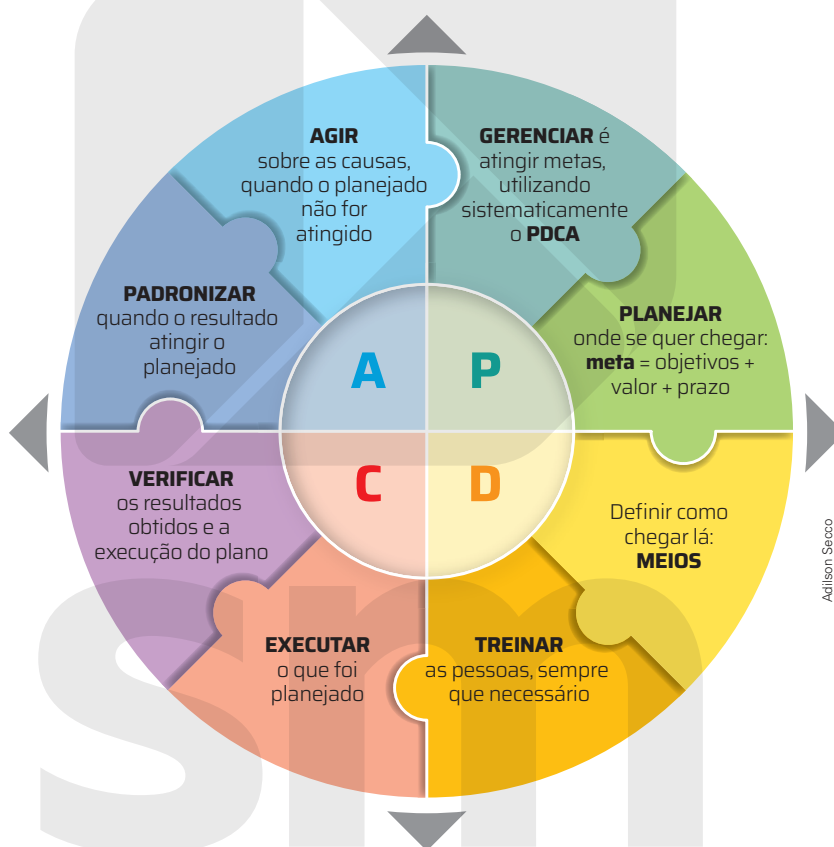 AGIR
sobre as causas,
quando o planejado
não for
atingido
GERENCIAR é
atingir metas,
utilizando
sistematicamente
o PDCA
PLANEJAR
onde se quer chegar:
meta = objetivos +
valor + prazo
Definir como
chegar lá:
MEIOS
TREINAR
as pessoas, sempre
que necessário
EXECUTAR
o que foi
planejado
VERIFICAR
os resultados
obtidos e a
execução do plano
PADRONIZAR
quando o resultado
atingir o
planejado
A
P
C
D
Adilson Secco
sm